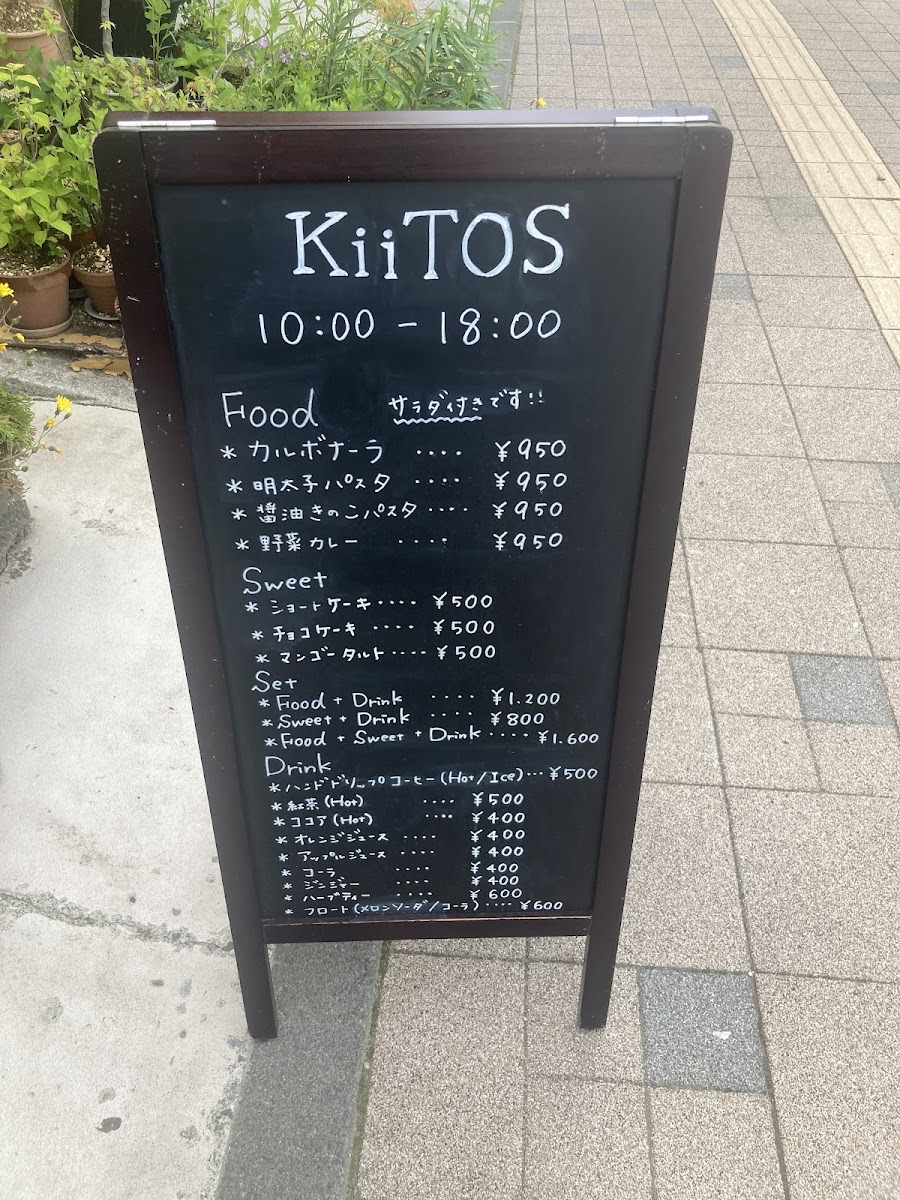 KiiTOS
10:00 - 18:00
Food サラダ付きです!!
* カルボナーラ ････ ¥950
* 明太子パスタ ････ ¥950
* 醤油きのこパスタ ････ ¥950
* 野菜カレー ････ ¥950
Sweet
* ショートケーキ ････ ¥500
* チョコケーキ ････ ¥500
* マンゴータルト ････ ¥500
Set
* Food + Drink ････ ¥1.200
* Sweet + Drink ････ ¥800
* Food + Sweet + Drink ････ ¥1.600
Drink
* ハンドドリップコーヒー (Hot/Ice) ･･･ ¥500
* 紅茶 (Hot) ････ ¥500
* ココア (Hot) ････ ¥400
* オレンジジュース ････ ¥400
* アップルジュース ････ ¥400
* コーラ ････ ¥400
* ジンジャー ････ ¥400
* ハーブティー ････ ¥600
* フロート (メロンソーダ/コーラ) ････ ¥600